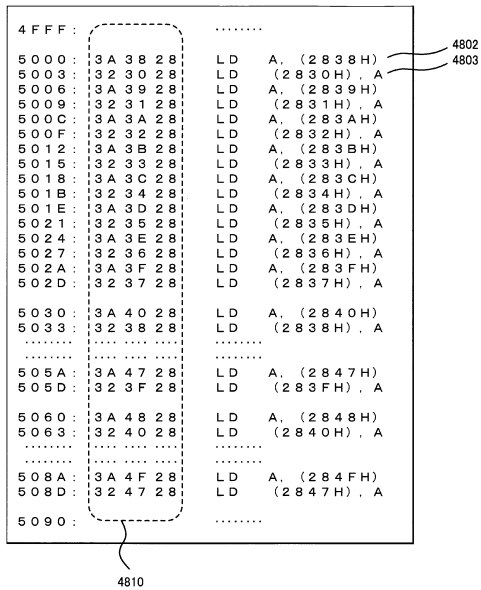 4FFF: ········
5000: 3A 38 28 LD A, (2838H) 4802
5003: 32 30 28 LD (2830H), A 4803
5006: 3A 39 28 LD A, (2839H)
5009: 32 31 28 LD (2831H), A
500C: 3A 3A 28 LD A, (283AH)
500F: 32 32 28 LD (2832H), A
5012: 3A 3B 28 LD A, (283BH)
5015: 32 33 28 LD (2833H), A
5018: 3A 3C 28 LD A, (283CH)
501B: 32 34 28 LD (2834H), A
501E: 3A 3D 28 LD A, (283DH)
5021: 32 35 28 LD (2835H), A
5024: 3A 3E 28 LD A, (283EH)
5027: 32 36 28 LD (2836H), A
502A: 3A 3F 28 LD A, (283FH)
502D: 32 37 28 LD (2837H), A
5030: 3A 40 28 LD A, (2840H)
5033: 32 38 28 LD (2838H), A
········ ···· ···· ···· ········
········ ···· ···· ···· ········
505A: 3A 47 28 LD A, (2847H)
505D: 32 3F 28 LD (283FH), A
5060: 3A 48 28 LD A, (2848H)
5063: 32 40 28 LD (2840H), A
········ ···· ···· ···· ········
········ ···· ···· ···· ········
508A: 3A 4F 28 LD A, (284FH)
508D: 32 47 28 LD (2847H), A
5090: ········
4810